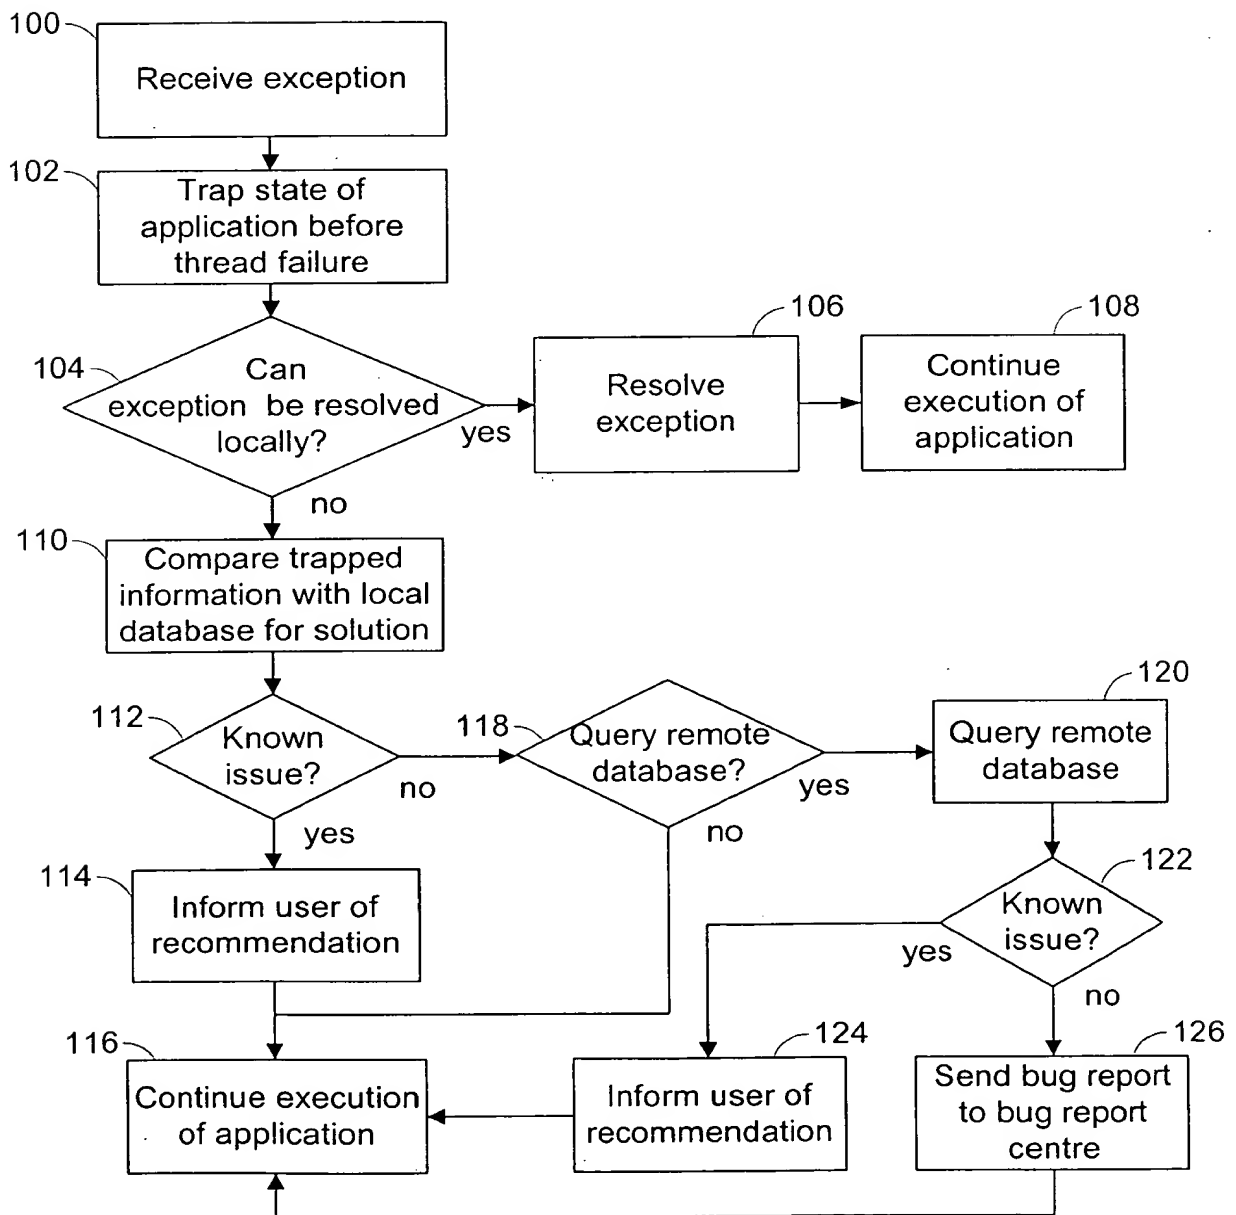 100
Receive exception
102
Trap state of
application before
thread failure
104
Can
exception be resolved
locally?
yes
no
106
Resolve
exception
108
Continue
execution of
application
110
Compare trapped
information with local
database for solution
112
Known
issue?
no
yes
118
Query remote
database?
yes
no
120
Query remote
database
114
Inform user of
recommendation
122
Known
issue?
yes
no
116
Continue execution
of application
124
Inform user of
recommendation
126
Send bug report
to bug report
centre